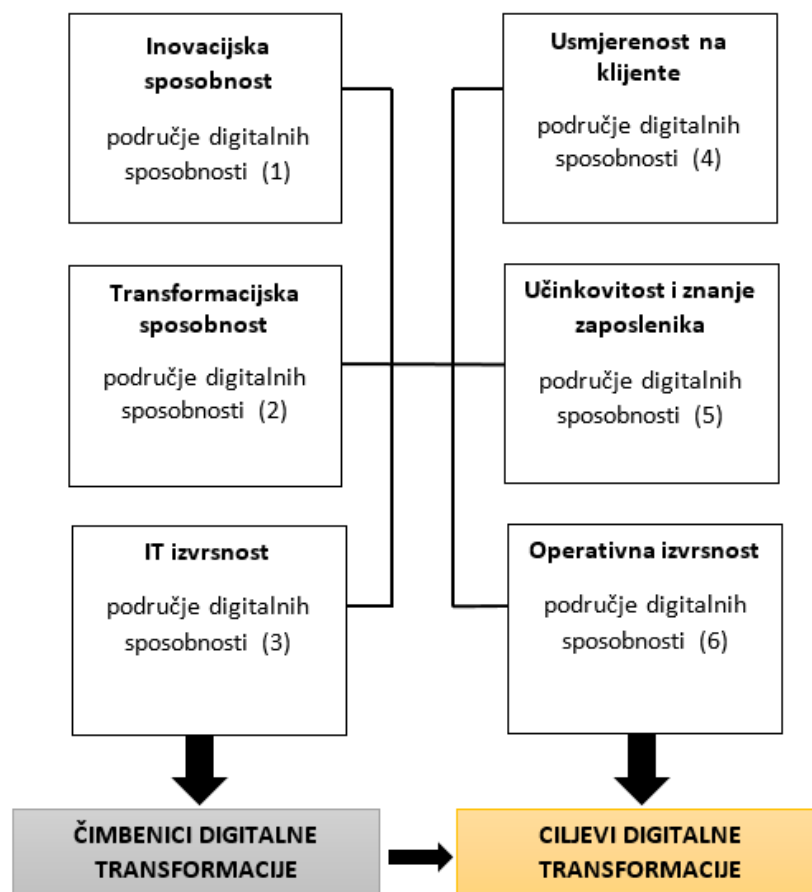 Inovacijska
sposobnost
područje digitalnih
sposobnosti (1)
Transformacijska
sposobnost
područje digitalnih
sposobnosti (2)
IT izvrsnost
područje digitalnih
sposobnosti (3)
Usmjerenost na
klijente
područje digitalnih
sposobnosti (4)
Učinkovitost i znanje
zaposlenika
područje digitalnih
sposobnosti (5)
Operativna izvrsnost
područje digitalnih
sposobnosti (6)
ČIMBENICI DIGITALNE
TRANSFORMACIJE
CILJEVI DIGITALNE
TRANSFORMACIJE